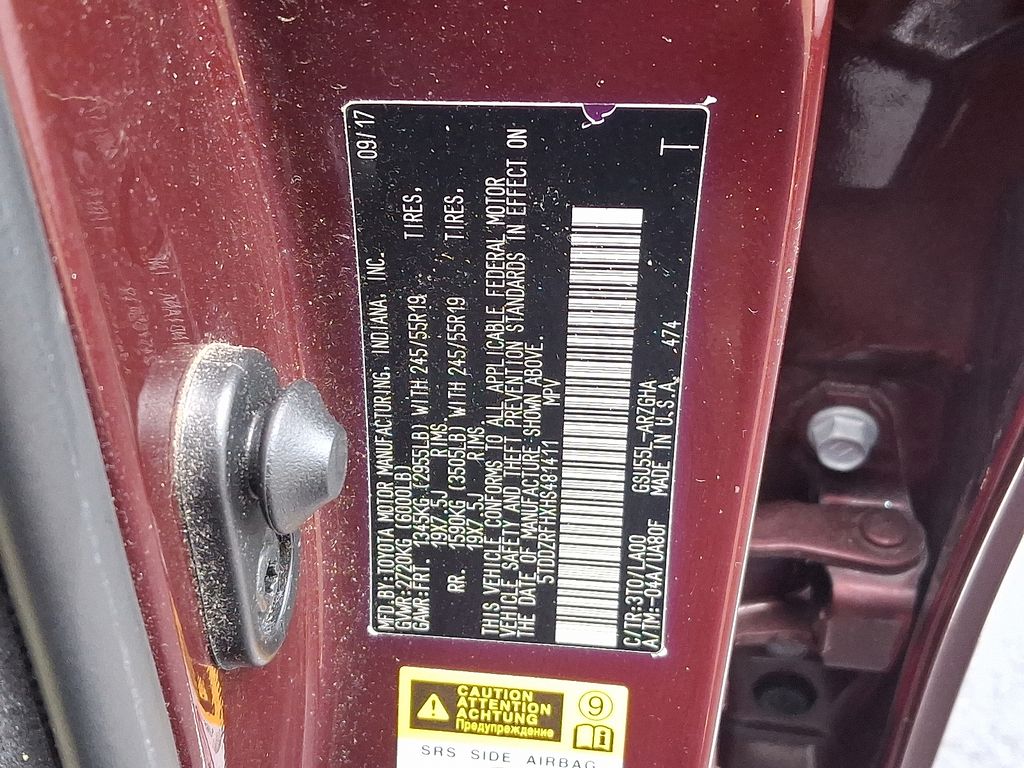 MFD.BY:TOYOTA MOTOR MANUFACTURING, INDIANA, INC. 09/17
GVWR:2720KG (6000LB)
GAWR:FRT. 1345KG (2955LB) WITH 245/55R19 TIRES,
19X7.5J RIMS,
RR. 1590KG (3505LB) WITH 245/55R19 TIRES,
19X7.5J RIMS,
THIS VEHICLE CONFORMS TO ALL APPLICABLE FEDERAL MOTOR
VEHICLE SAFETY AND THEFT PREVENTION STANDARDS IN EFFECT ON
THE DATE OF MANUFACTURE SHOWN ABOVE.
5TDDZRFHXHS481411 MPV
C/TR:3T0/LA00 GSU55L-ARZGHA
A/TM:-04A/UA80F MADE IN U.S.A. 474
T
CAUTION
ATTENTION
ACHTUNG
Предупреждение
9
SRS SIDE AIRBAG